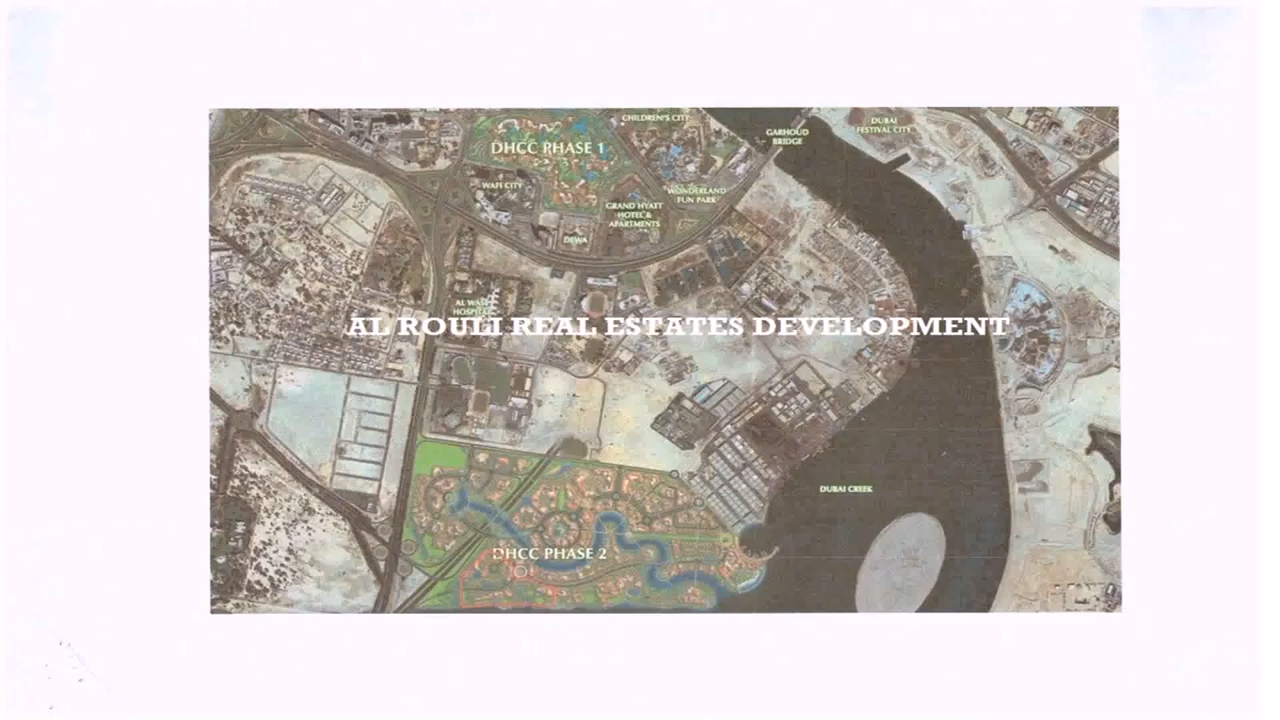 CHILDREN'S CITY
DUBAI
FESTIVAL CITY
GARHOUD
BRIDGE
DHCC PHASE 1
WAFI CITY
WONDERLAND
FUN PARK
GRAND HYATT
HOTEL &
APARTMENTS
DEWA
AL WASL
HOSPITAL
AL ROULI REAL ESTATES DEVELOPMENT
DUBAI CREEK
DHCC PHASE 2